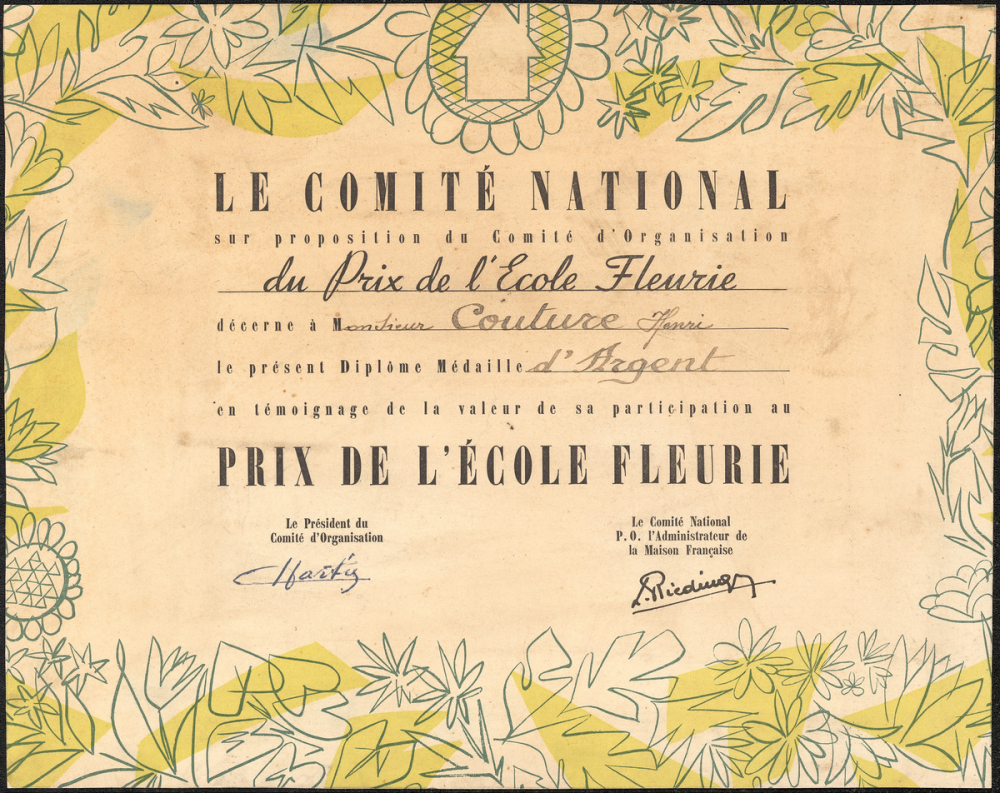 LE COMITÉ NATIONAL
sur proposition du Comité d'Organisation
du Prix de l'Ecole Fleurie
décerne à Monsieur Couture Henri
le présent Diplôme Médaille d'Argent
en témoignage de la valeur de sa participation au
PRIX DE L'ÉCOLE FLEURIE
Le Président du
Comité d'Organisation
Le Comité National
P. O. l'Administrateur de
la Maison Française